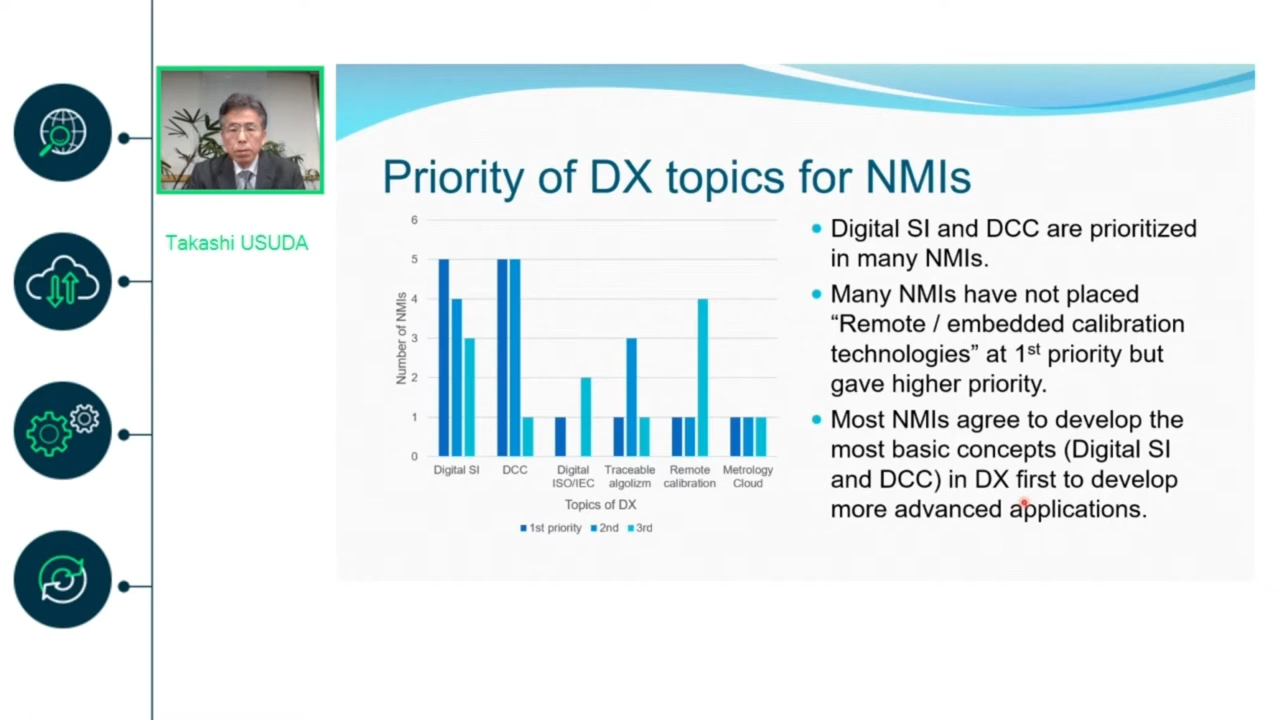 Takashi USUDA
Priority of DX topics for NMIs
6
5
4
3
2
1
0
Number of NMIs
Digital SI
DCC
Digital
ISO/IEC
Traceable
algolizm
Remote
calibration
Metrology
Cloud
Topics of DX
1st priority 2nd 3rd
Digital SI and DCC are prioritized
in many NMIs.
Many NMIs have not placed
“Remote / embedded calibration
technologies” at 1st priority but
gave higher priority.
Most NMIs agree to develop the
most basic concepts (Digital SI
and DCC) in DX first to develop
more advanced applications.